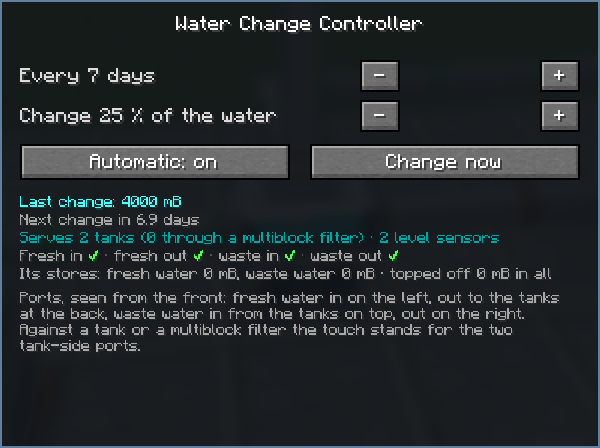 Water Change Controller
Every 7 days
-
+
Change 25 % of the water
-
+
Automatic: on
Change now
Last change: 4000 mB
Next change in 6.9 days
Serves 2 tanks (0 through a multiblock filter) · 2 level sensors
Fresh in ✔ · fresh out ✔ · waste in ✔ · waste out ✔
Its stores: fresh water 0 mB, waste water 0 mB · topped off 0 mB in all
Ports, seen from the front: fresh water in on the left, out to the tanks
at the back, waste water in from the tanks on top, out on the right.
Against a tank or a multiblock filter the touch stands for the two
tank-side ports.